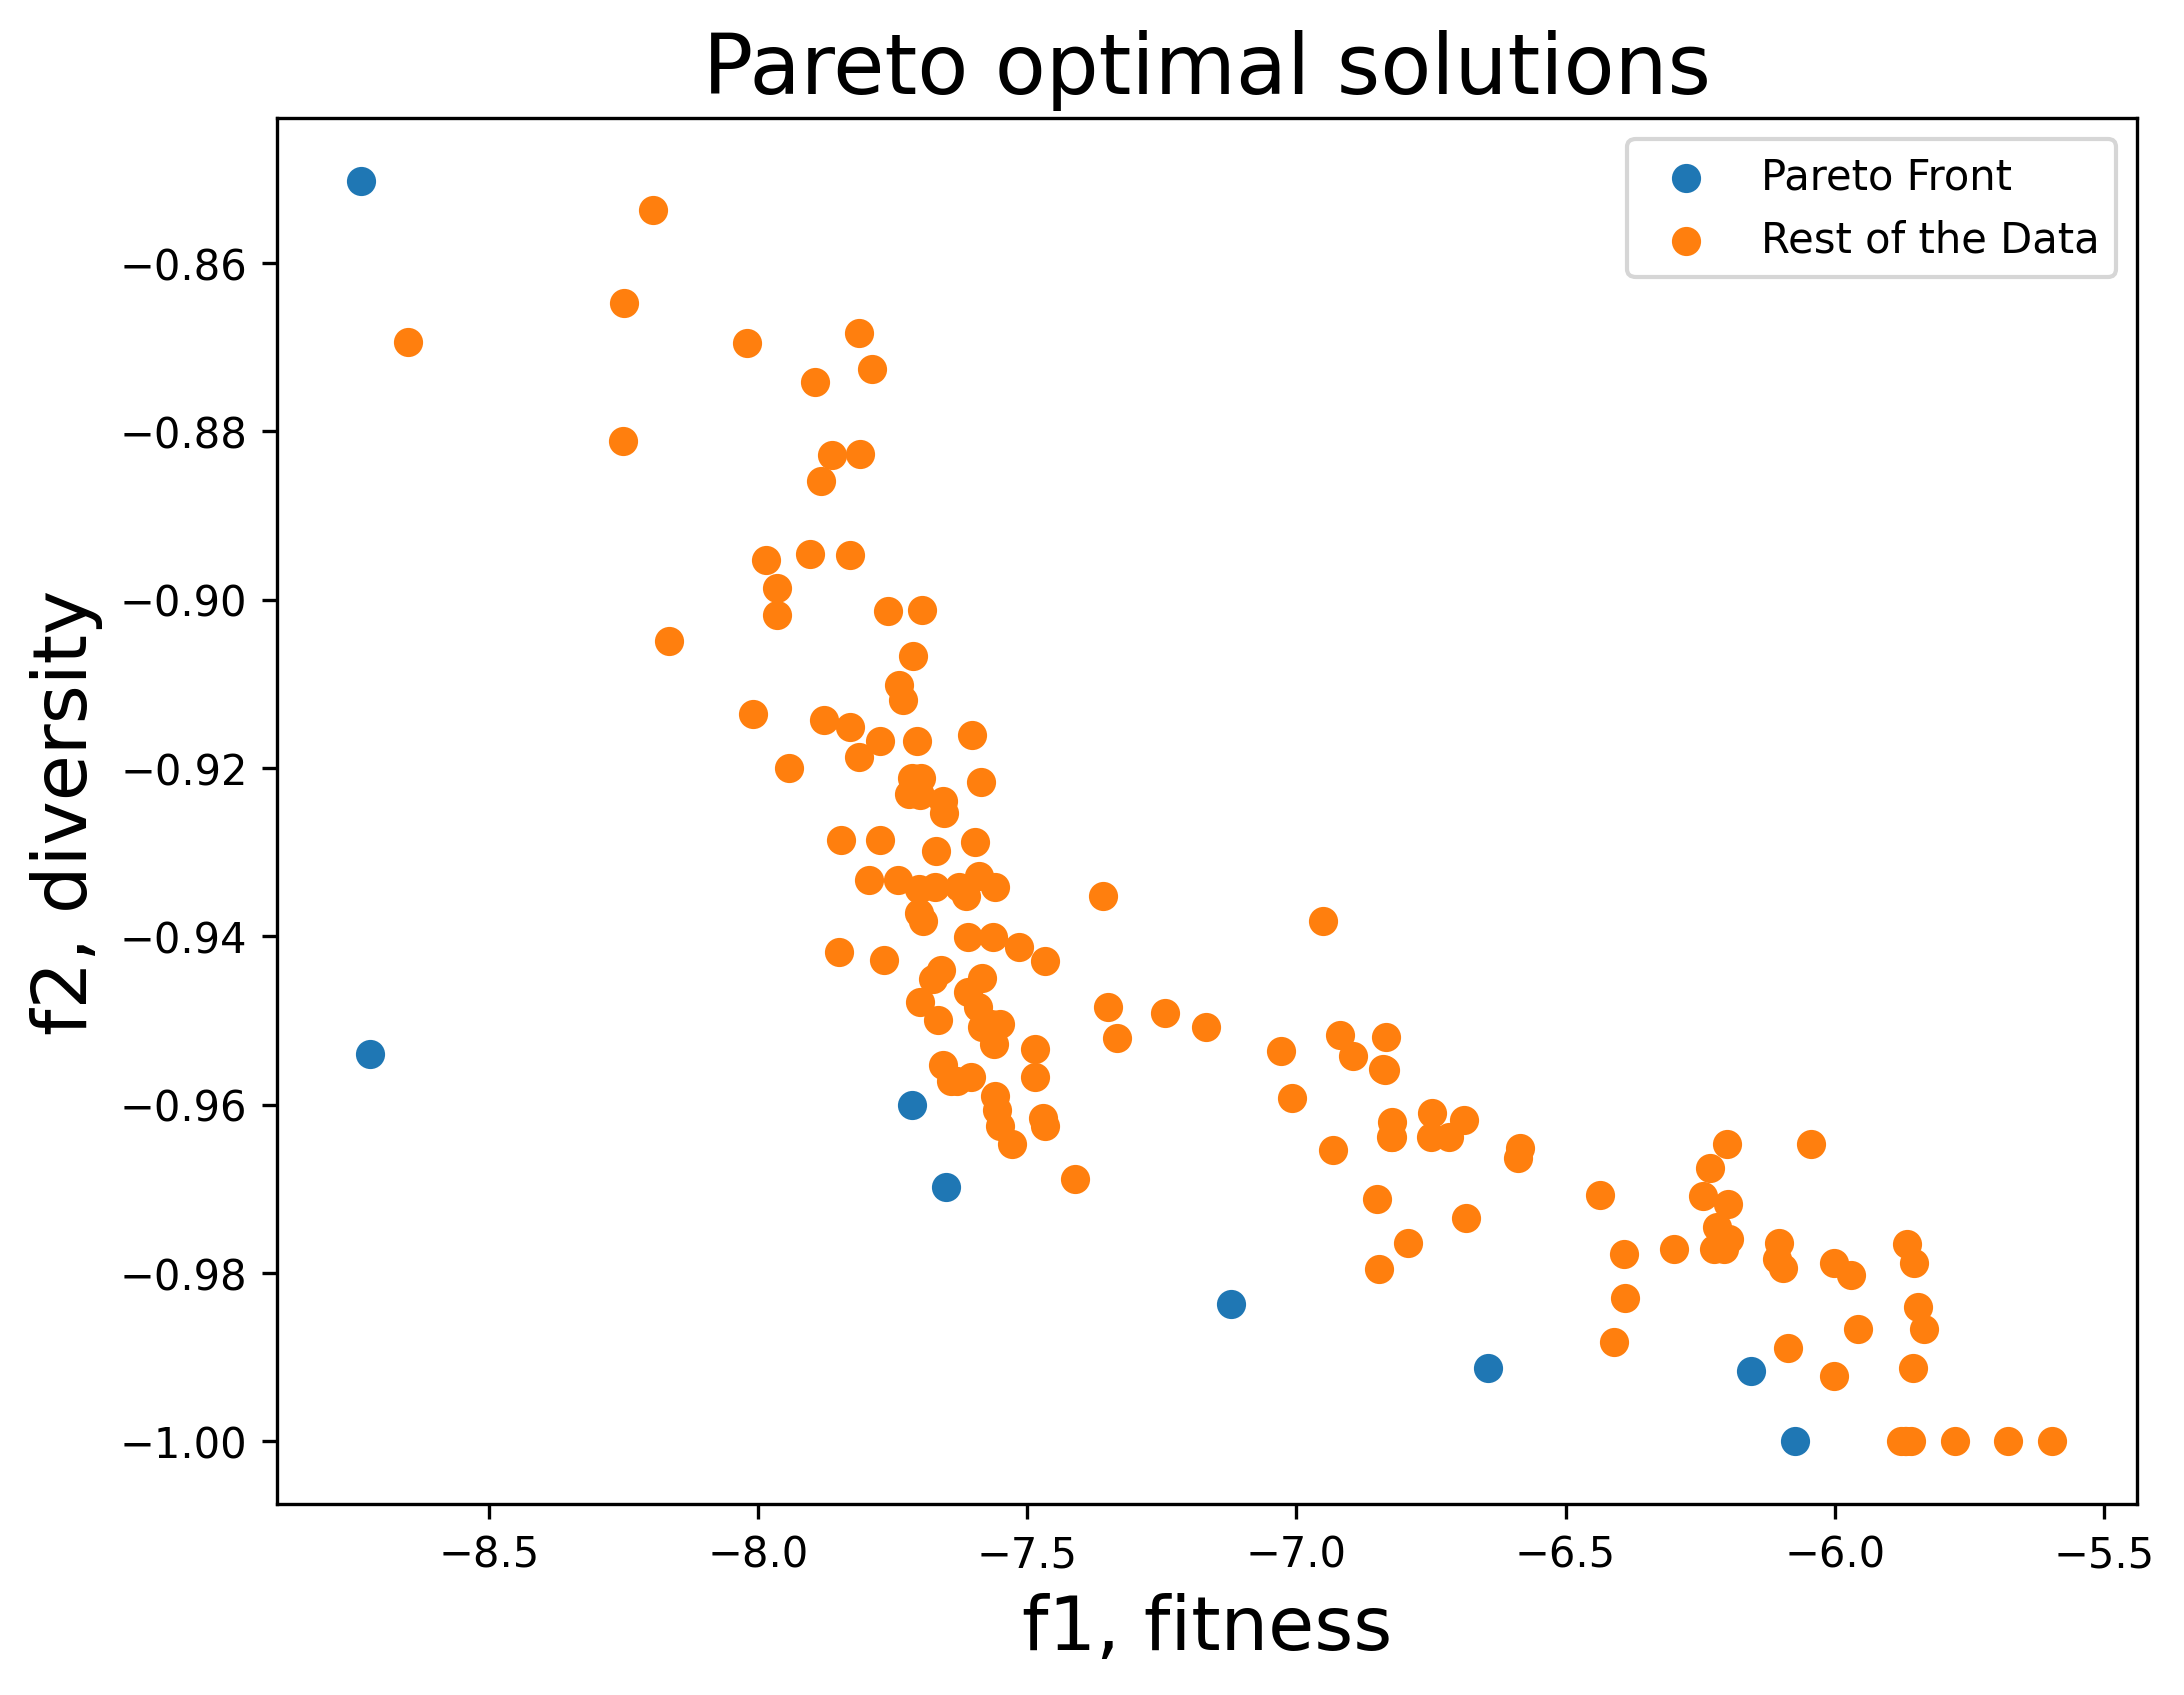 Pareto optimal solutions
Pareto Front
Rest of the Data
f2, diversity
−0.86
−0.88
−0.90
−0.92
−0.94
−0.96
−0.98
−1.00
−8.5 −8.0 −7.5 −7.0 −6.5 −6.0 −5.5
f1, fitness